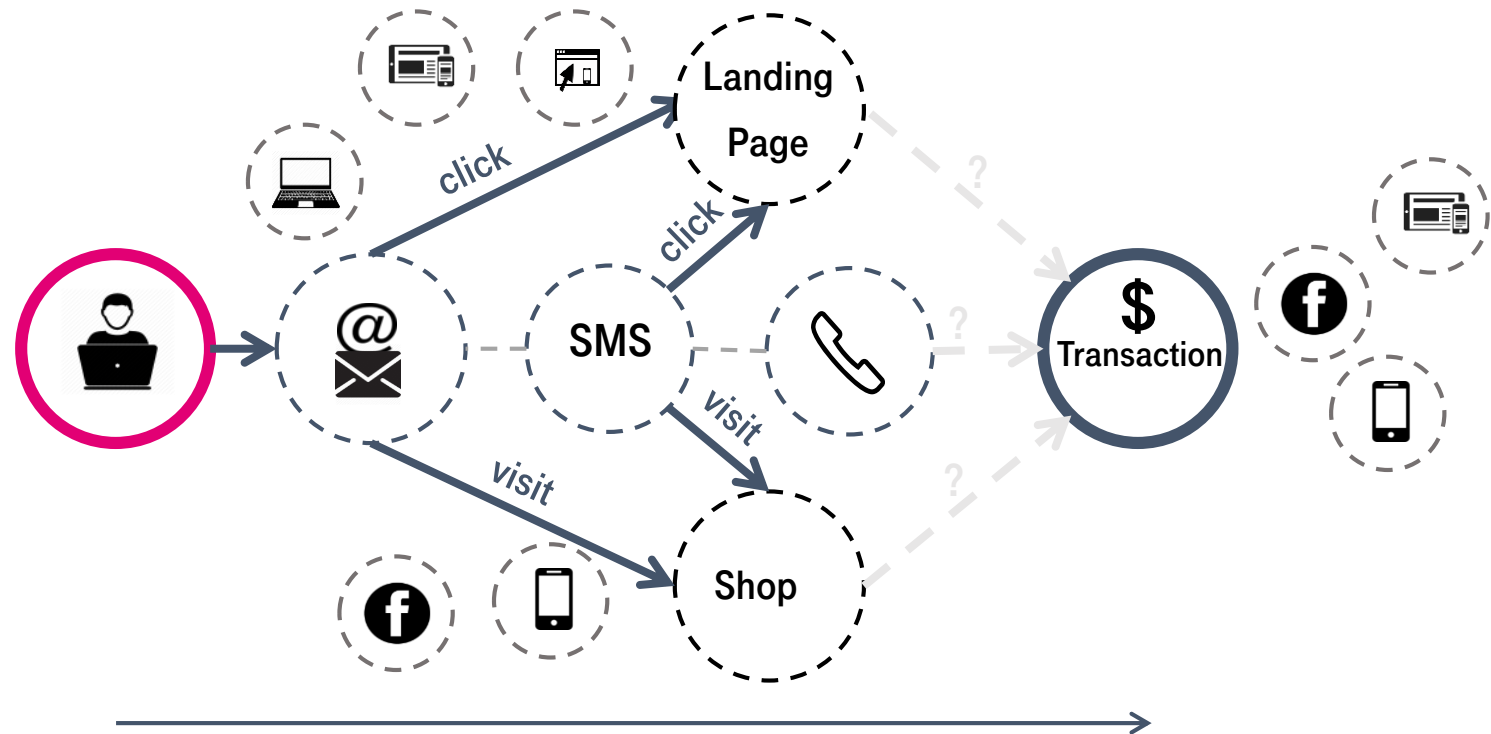 Landing
Page
click
click
?
@
SMS
?
$
Transaction
f
visit
visit
?
f
Shop